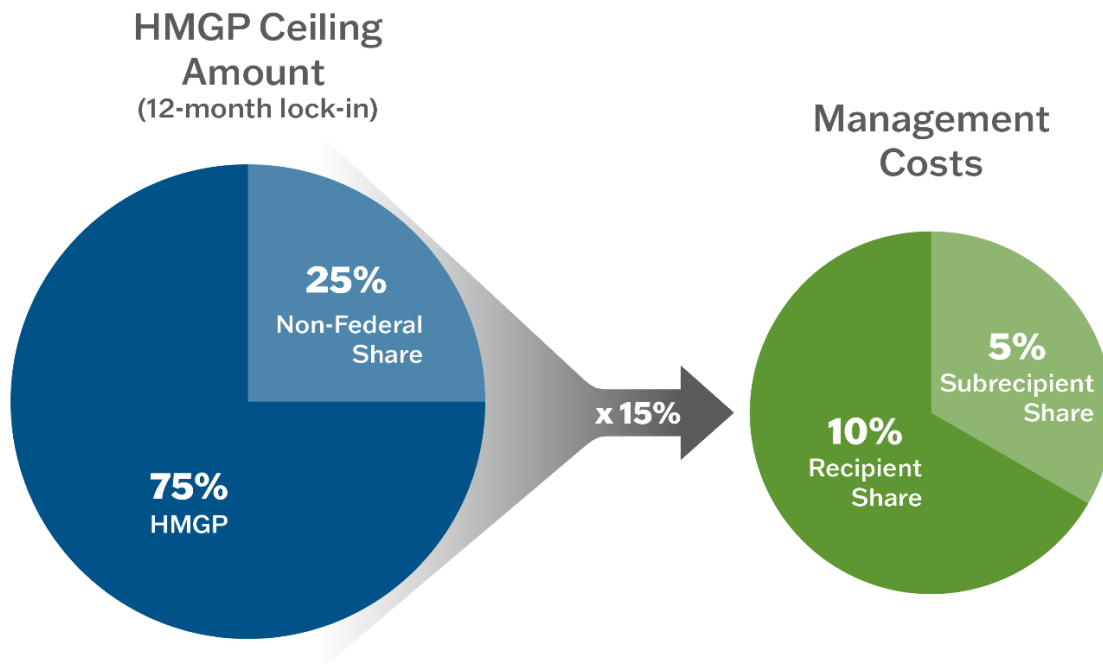 HMGP Ceiling
Amount
(12-month lock-in)
25%
Non-Federal
Share
75%
HMGP
x 15%
Management
Costs
5%
Subrecipient
Share
10%
Recipient
Share